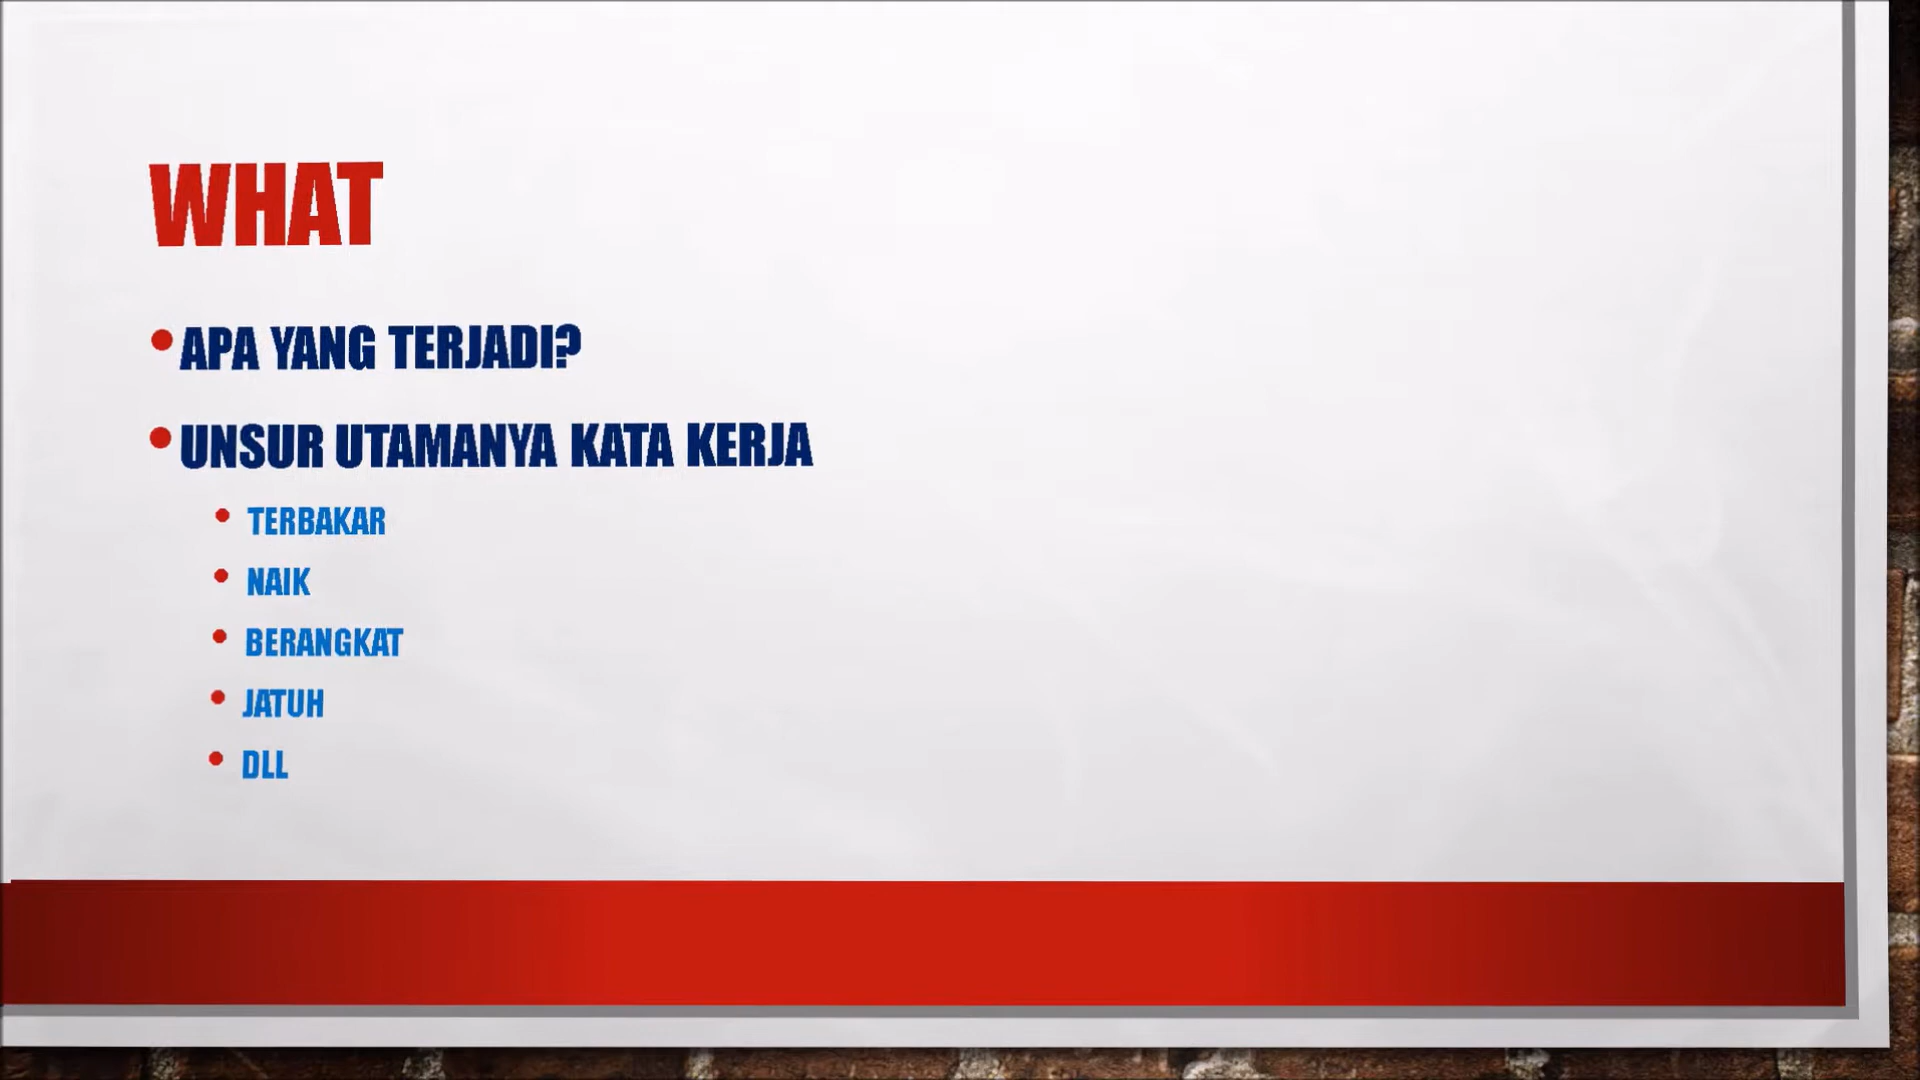 WHAT
APA YANG TERJADI?
UNSUR UTAMANYA KATA KERJA
TERBAKAR
NAIK
BERANGKAT
JATUH
DLL